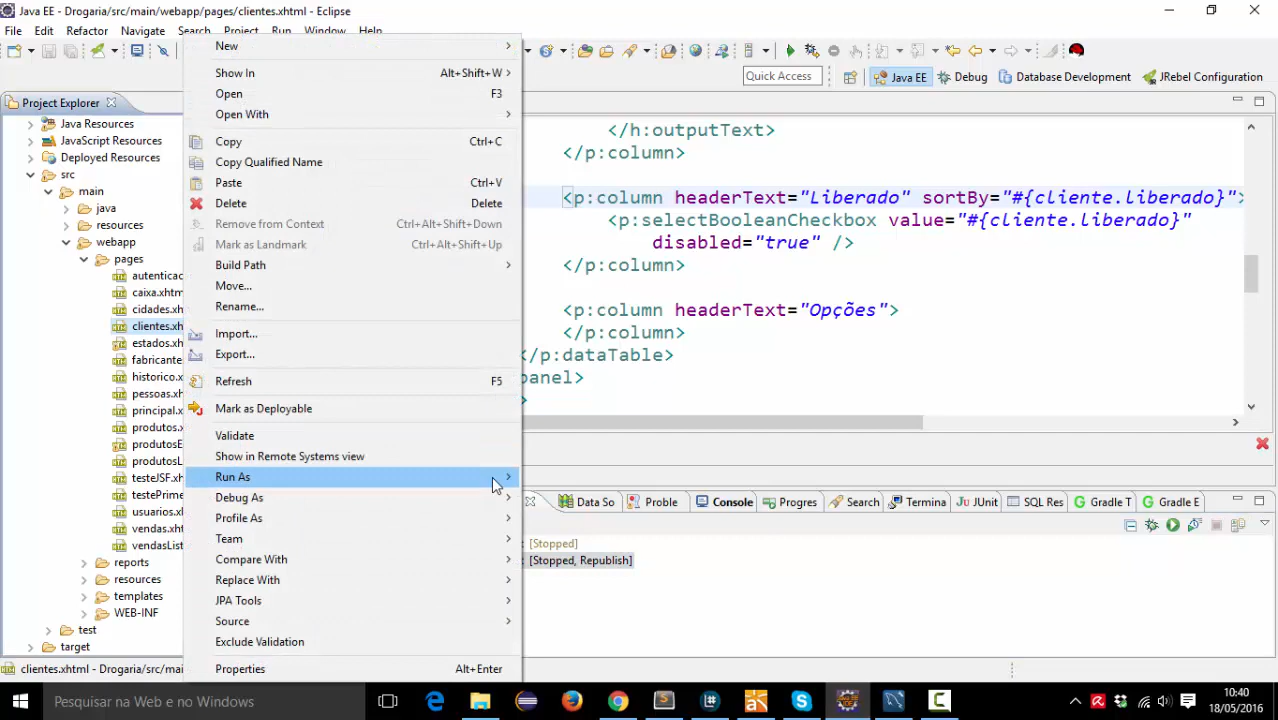 Java EE - Drogaria/src/main/webapp/pages/clientes.xhtml - Eclipse
File Edit Refactor Navigate Search Project Run Window Help
Quick Access Java EE Debug Database Development JRebel Configuration
Project Explorer
Java Resources
JavaScript Resources
Deployed Resources
src
main
java
resources
webapp
pages
autenticac
caixa.xhtm
cidades.xh
clientes.xh
estados.xh
fabricante
historico.x
pessoas.xh
principal.x
produtos.x
produtosE
produtosL
testeJSF.xh
testePrime
usuarios.x
vendas.xht
vendasList
reports
resources
templates
WEB-INF
test
target
clientes.xhtml - Drogaria/src/mai
New
Show In Alt+Shift+W
Open F3
Open With
Copy Ctrl+C
Copy Qualified Name
Paste Ctrl+V
Delete Delete
Remove from Context Ctrl+Alt+Shift+Down
Mark as Landmark Ctrl+Alt+Shift+Up
Build Path
Move...
Rename...
Import...
Export...
Refresh F5
Mark as Deployable
Validate
Show in Remote Systems view
Run As
Debug As
Profile As
Team
Compare With
Replace With
JPA Tools
Source
Exclude Validation
Properties Alt+Enter
</h:outputText>
</p:column>
<p:column headerText="Liberado" sortBy="#{cliente.liberado}">
<p:selectBooleanCheckbox value="#{cliente.liberado}"
disabled="true" />
</p:column>
<p:column headerText="Opções">
</p:column>
/p:dataTable>
panel>
>
Data So Proble Console Progres Search Termina JUnit SQL Res Gradle T Gradle E
[Stopped]
[Stopped, Republish]
Pesquisar na Web e no Windows
10:40
18/05/2016